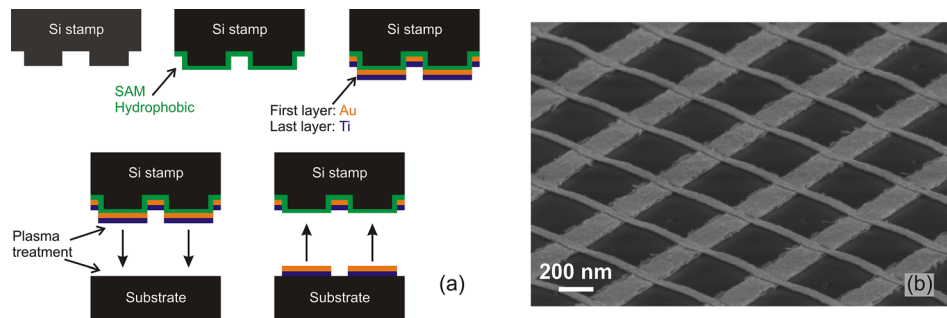 Si stamp
Si stamp
Si stamp
SAM
Hydrophobic
First layer: Au
Last layer: Ti
Si stamp
Si stamp
Plasma
treatment
Substrate
Substrate
(a)
200 nm
(b)